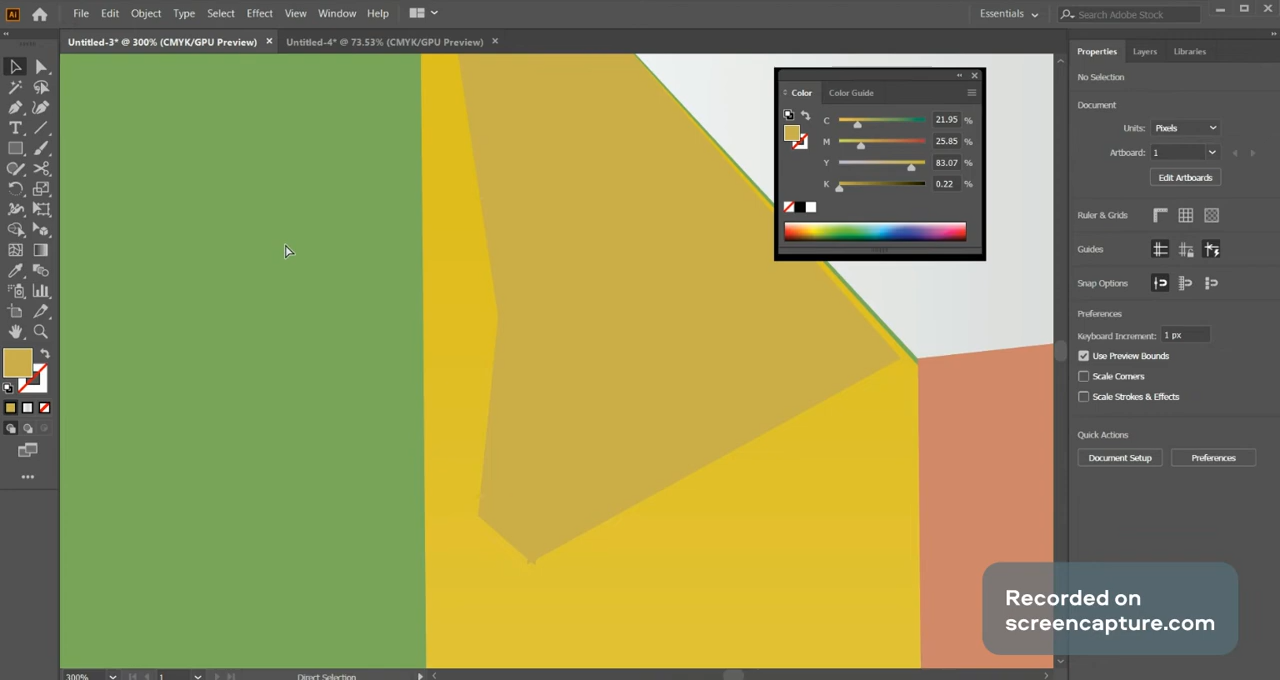 Ai
File Edit Object Type Select Effect View Window Help
Essentials
Search Adobe Stock
Untitled-3* @ 300% (CMYK/GPU Preview) ×
Untitled-4* @ 73.53% (CMYK/GPU Preview) ×
Color Color Guide
C 21.95 %
M 25.85 %
Y 83.07 %
K 0.22 %
Properties Layers Libraries
No Selection
Document
Units: Pixels
Artboard: 1
Edit Artboards
Ruler & Grids
Guides
Snap Options
Preferences
Keyboard Increment: 1 px
Use Preview Bounds
Scale Corners
Scale Strokes & Effects
Quick Actions
Document Setup Preferences
Recorded on
screencapture.com
300% 1 Direct Selection